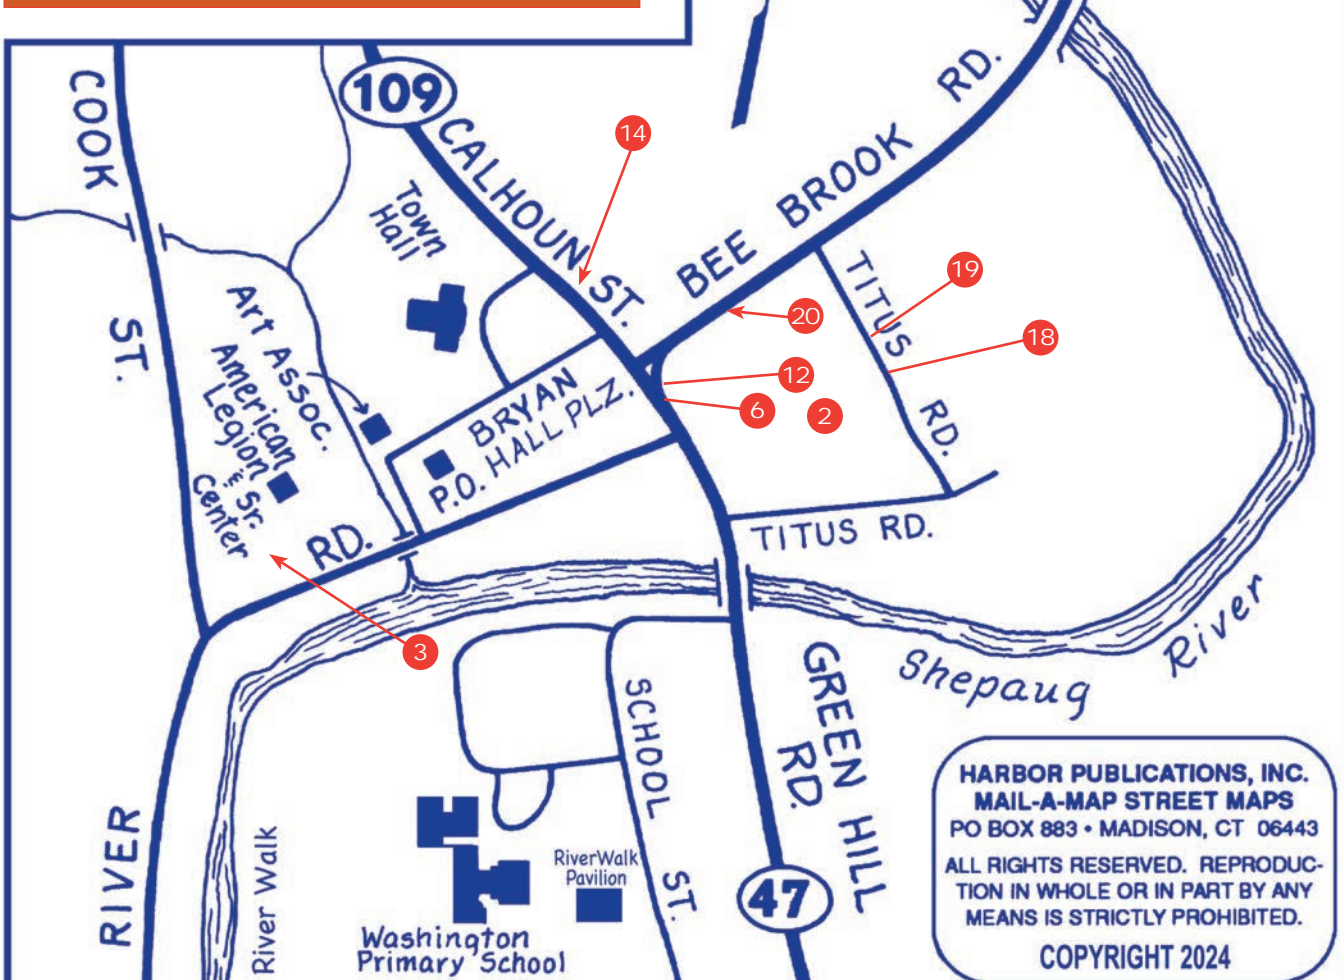 109
COOK
ST.
CALHOUN ST.
14
BEE BROOK RD.
Town
Hall
19
TITUS
RD.
20
18
Art Assoc.
American
Legion
Sr.
Center
12
6
2
BRYAN
HALL PLZ.
P.O.
RD.
TITUS RD.
3
Shepaug River
SCHOOL
ST.
GREEN HILL
RD.
RIVER
River Walk
RiverWalk
Pavilion
47
Washington
Primary School
HARBOR PUBLICATIONS, INC.
MAIL-A-MAP STREET MAPS
PO BOX 883 • MADISON, CT 06443
ALL RIGHTS RESERVED. REPRODUC-
TION IN WHOLE OR IN PART BY ANY
MEANS IS STRICTLY PROHIBITED.
COPYRIGHT 2024